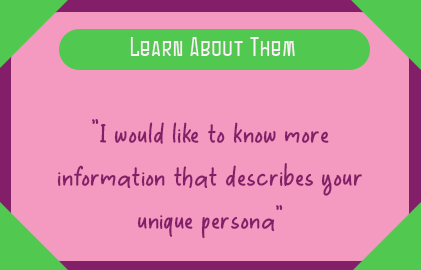 Learn About Them
"I would like to know more
information that describes your
unique persona"